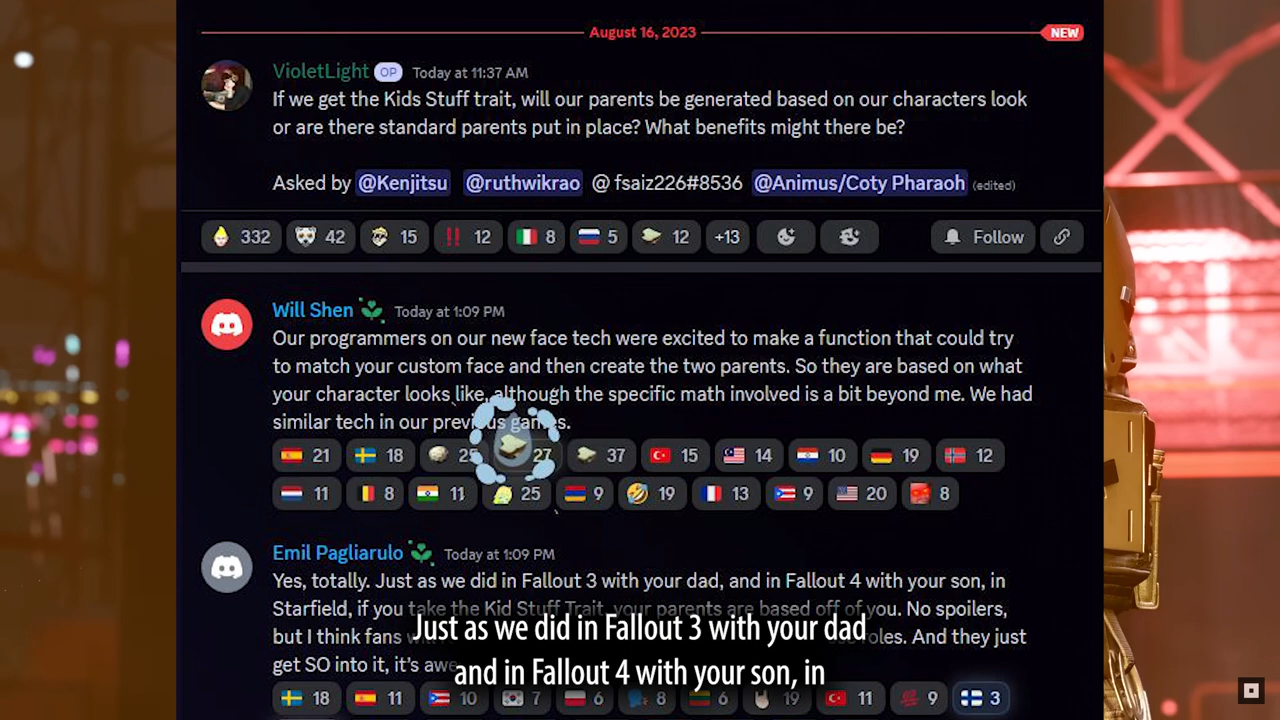 August 16, 2023
NEW
VioletLight OP Today at 11:37 AM
If we get the Kids Stuff trait, will our parents be generated based on our characters look
or are there standard parents put in place? What benefits might there be?
Asked by @Kenjitsu @ruthwikrao @fsaiz226#8536 @Animus/Coty Pharaoh (edited)
332 42 15 12 8 5 12 +13 Follow
Will Shen Today at 1:09 PM
Our programmers on our new face tech were excited to make a function that could try
to match your custom face and then create the two parents. So they are based on what
your character looks like, although the specific math involved is a bit beyond me. We had
similar tech in our previous games.
21 18 27 37 15 14 10 19 12
11 8 11 25 9 19 13 9 20 8
Emil Pagliarulo Today at 1:09 PM
Yes, totally. Just as we did in Fallout 3 with your dad, and in Fallout 4 with your son, in
Starfield, if you take the Kid Stuff Trait, your parents are based off of you. No spoilers,
but I think fans roles. And they just
get SO into it, it's
Just as we did in Fallout 3 with your dad
and in Fallout 4 with your son, in
18 11 10 7 6 8 6 19 11 9 3